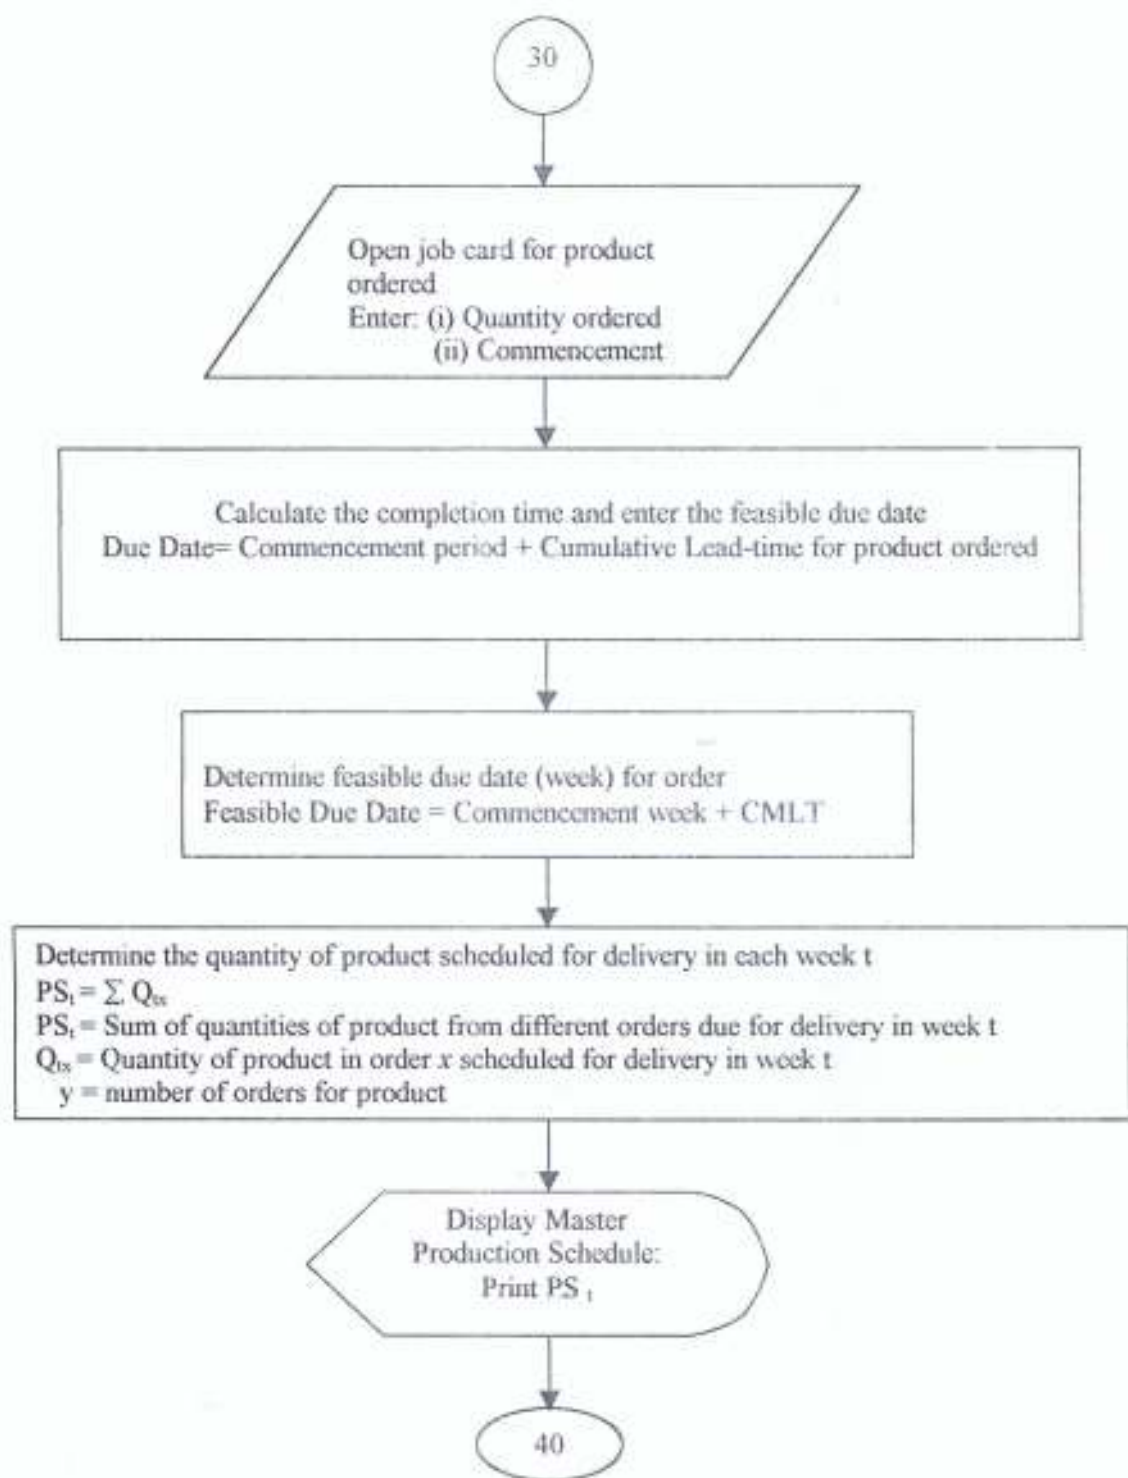 30
Open job card for product
ordered
Enter: (i) Quantity ordered
(ii) Commencement
Calculate the completion time and enter the feasible due date
Due Date= Commencement period + Cumulative Lead-time for product ordered
Determine feasible due date (week) for order
Feasible Due Date = Commencement week + CMLT
Determine the quantity of product scheduled for delivery in each week t
PSₜ = ∑ Qₜₓ
PSₜ = Sum of quantities of product from different orders due for delivery in week t
Qₜₓ = Quantity of product in order x scheduled for delivery in week t
y = number of orders for product
Display Master
Production Schedule:
Print PS ₜ
40